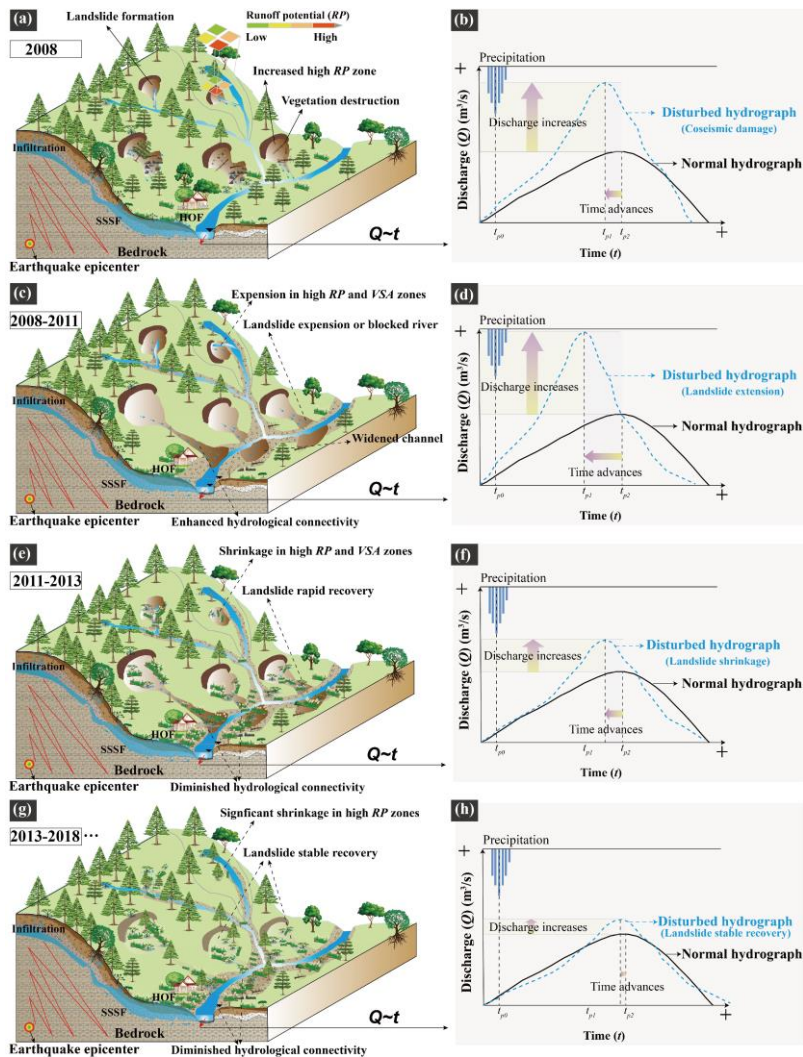 (a)
2008
Landslide formation
Runoff potential (RP)
Low
High
Increased high RP zone
Vegetation destruction
Infiltration
SSSF
HOF
Bedrock
Earthquake epicenter
Q~t
(b)
Precipitation
+
Discharge (Q) (m³/s)
Discharge increases
Disturbed hydrograph
(Coseismic damage)
Normal hydrograph
Time advances
tp0
tp1
tp2
+
Time (t)
(c)
2008-2011
Expension in high RP and VSA zones
Landslide expension or blocked river
Infiltration
Widened channel
HOF
SSSF
Bedrock
Q~t
Earthquake epicenter
Enhanced hydrological connectivity
(d)
Precipitation
+
Discharge (Q) (m³/s)
Discharge increases
Disturbed hydrograph
(Landslide extension)
Normal hydrograph
Time advances
tp0
tp1
tp2
+
Time (t)
(e)
2011-2013
Shrinkage in high RP and VSA zones
Landslide rapid recovery
Infiltration
HOF
SSSF
Bedrock
Q~t
Earthquake epicenter
Diminished hydrological connectivity
(f)
Precipitation
+
Discharge (Q) (m³/s)
Discharge increases
Disturbed hydrograph
(Landslide shrinkage)
Normal hydrograph
Time advances
tp0
tp1
tp2
+
Time (t)
(g)
2013-2018 ...
Signficant shrinkage in high RP zones
Landslide stable recovery
Infiltration
HOF
SSSF
Bedrock
Q~t
Earthquake epicenter
Diminished hydrological connectivity
(h)
Precipitation
+
Discharge (Q) (m³/s)
Discharge increases
Disturbed hydrograph
(Landslide stable recovery)
Normal hydrograph
Time advances
tp0
tp1
tp2
+
Time (t)